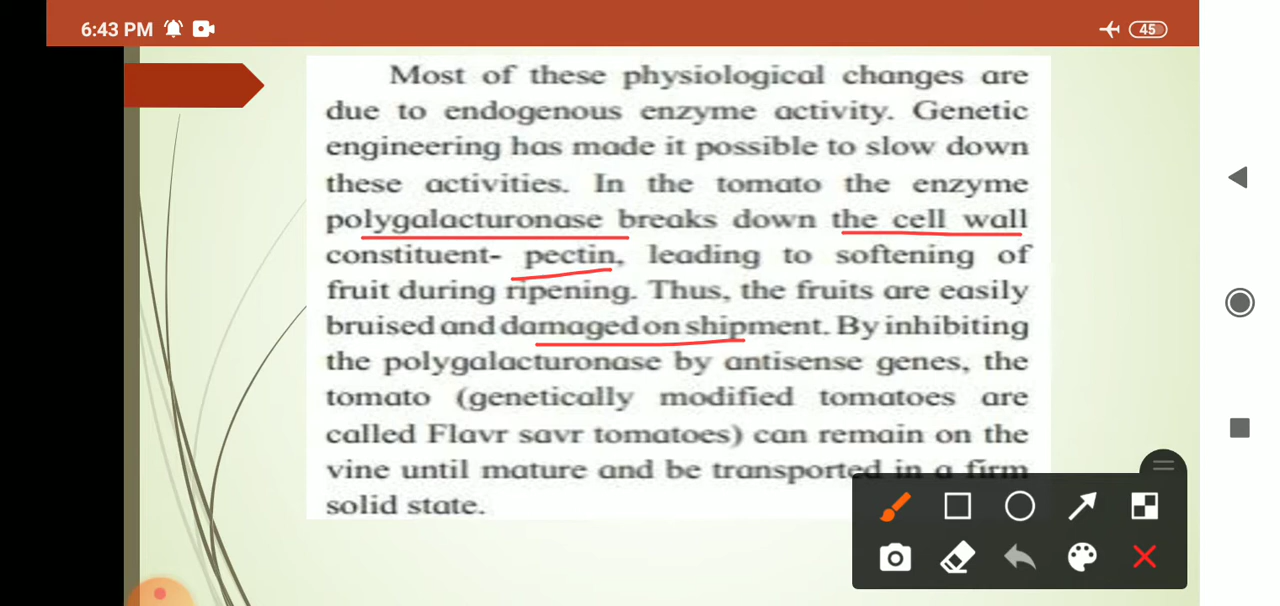 6:43 PM
45
Most of these physiological changes are
due to endogenous enzyme activity. Genetic
engineering has made it possible to slow down
these activities. In the tomato the enzyme
polygalacturonase breaks down the cell wall
constituent- pectin, leading to softening of
fruit during ripening. Thus, the fruits are easily
bruised and damaged on shipment. By inhibiting
the polygalacturonase by antisense genes, the
tomato (genetically modified tomatoes are
called Flavr savr tomatoes) can remain on the
vine until mature and be transported in a firm
solid state.